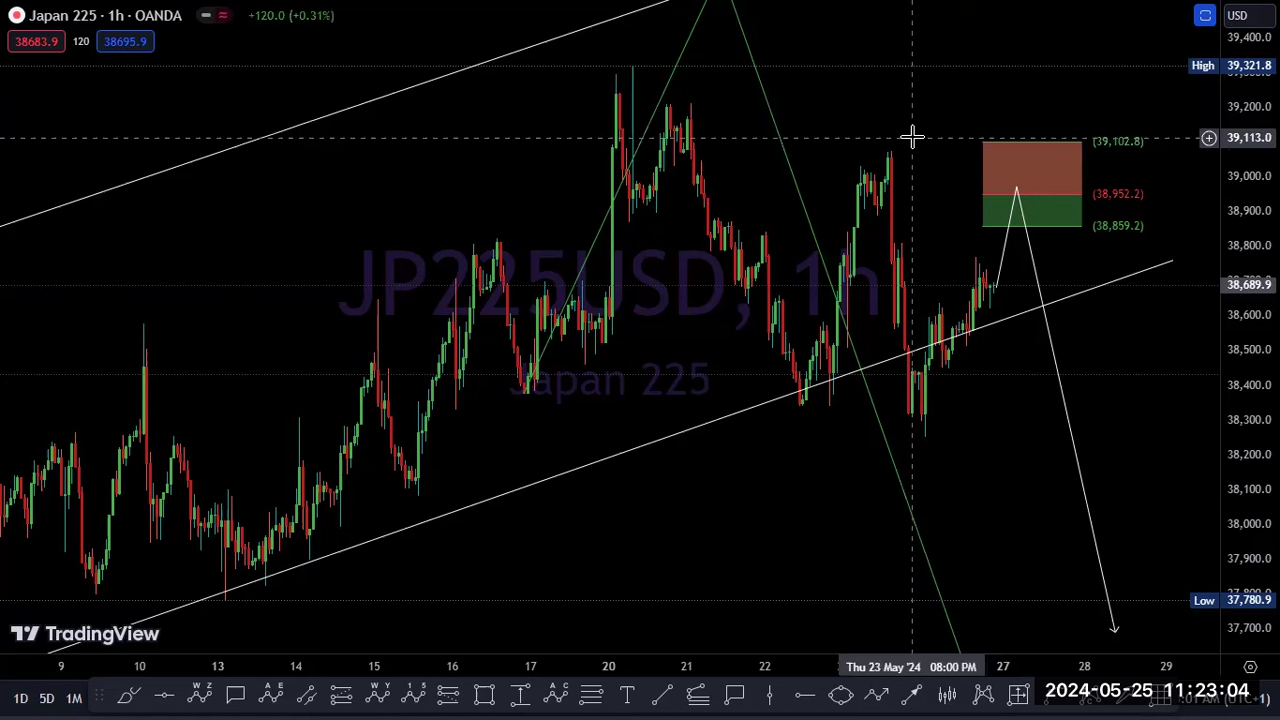 Japan 225 · 1h · OANDA
+120.0 (+0.31%)
USD
38683.9
120
38695.9
39,400.0
High 39,321.8
39,200.0
39,113.0
(39,102.8)
39,000.0
(38,952.2)
38,900.0
(38,859.2)
38,800.0
JP225USD, 1h
38,689.9
38,600.0
38,500.0
Japan 225
38,400.0
38,300.0
38,200.0
38,100.0
38,000.0
37,900.0
Low 37,780.9
37,700.0
TradingView
9 10 13 14 15 16 17 20 21 22 Thu 23 May '24 08:00 PM 27 28 29
1D 5D 1M
2024-05-25 11:23:04